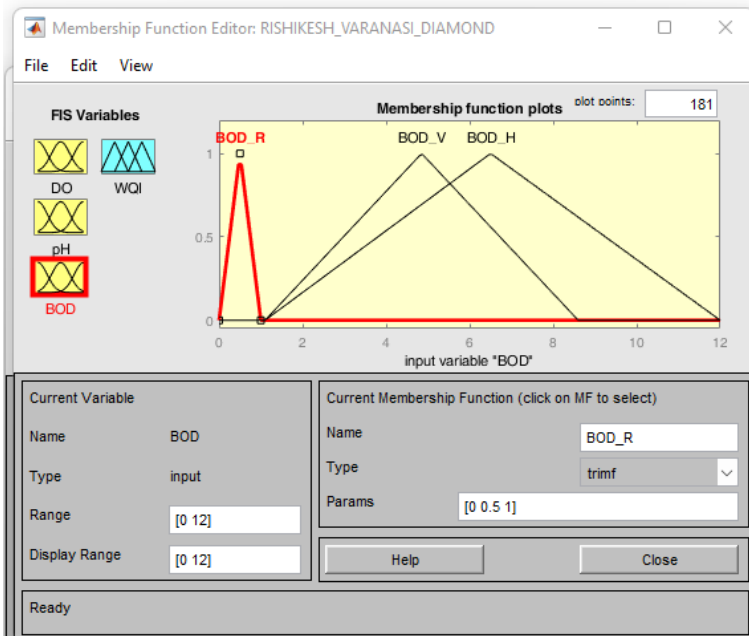 Membership Function Editor: RISHIKESH_VARANASI_DIAMOND
File Edit View
FIS Variables
DO
WQI
pH
BOD
Membership function plots
plot points:
181
BOD_R
BOD_V
BOD_H
1
0.5
0
0 2 4 6 8 10 12
input variable "BOD"
Current Variable
Name BOD
Type input
Range [0 12]
Display Range [0 12]
Current Membership Function (click on MF to select)
Name BOD_R
Type trimf
Params [0 0.5 1]
Help Close
Ready